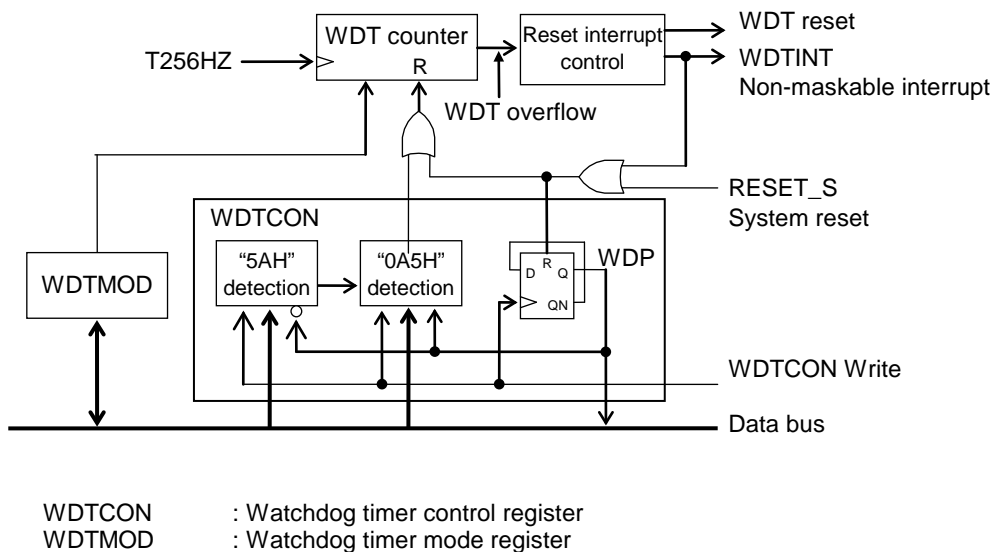 WDT reset
WDT counter
Reset interrupt
control
T256HZ
R
WDTINT
Non-maskable interrupt
WDT overflow
RESET_S
System reset
WDTCON
WDTMOD
“5AH”
detection
“0A5H”
detection
WDP
R
D
Q
QN
WDTCON Write
Data bus
WDTCON : Watchdog timer control register
WDTMOD : Watchdog timer mode register